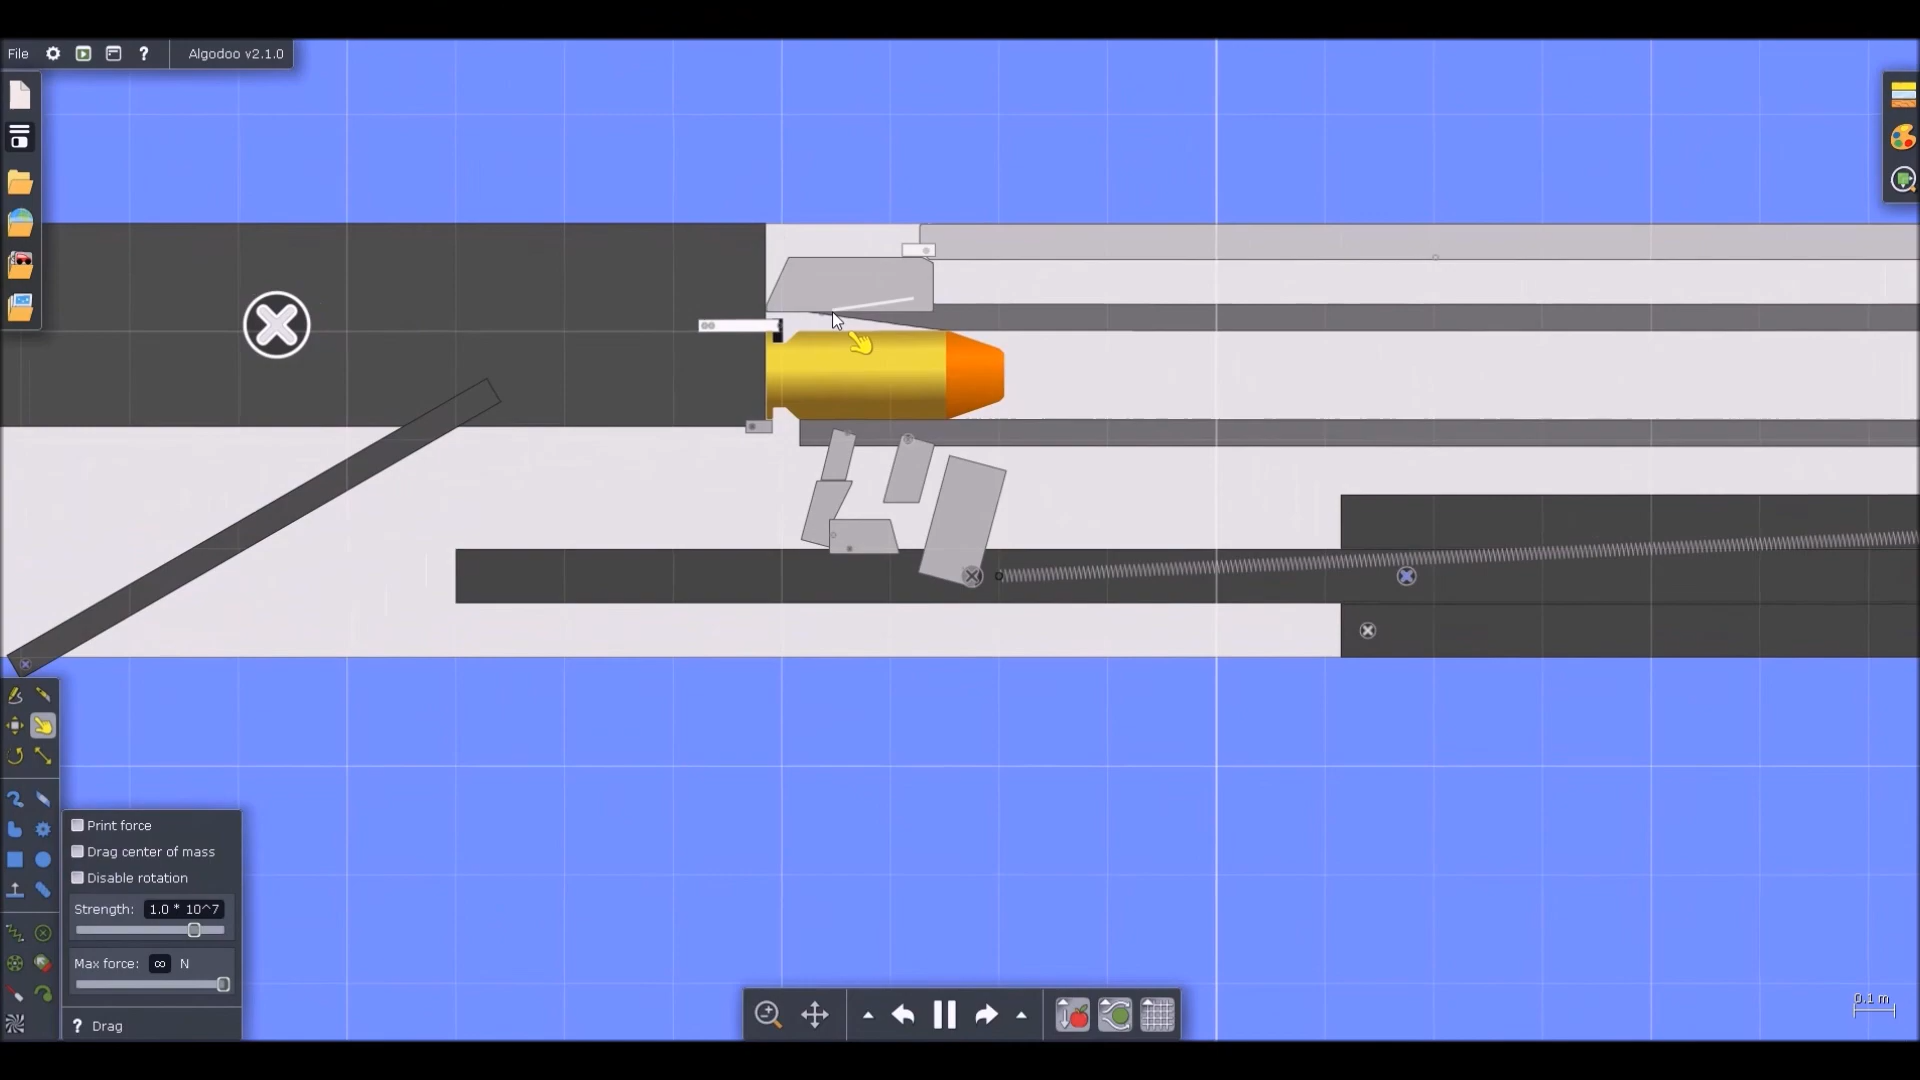 File ? Algodoo v2.1.0
Print force
Drag center of mass
Disable rotation
Strength: 1.0 * 10^7
Max force: ∞ N
? Drag
0.1 m